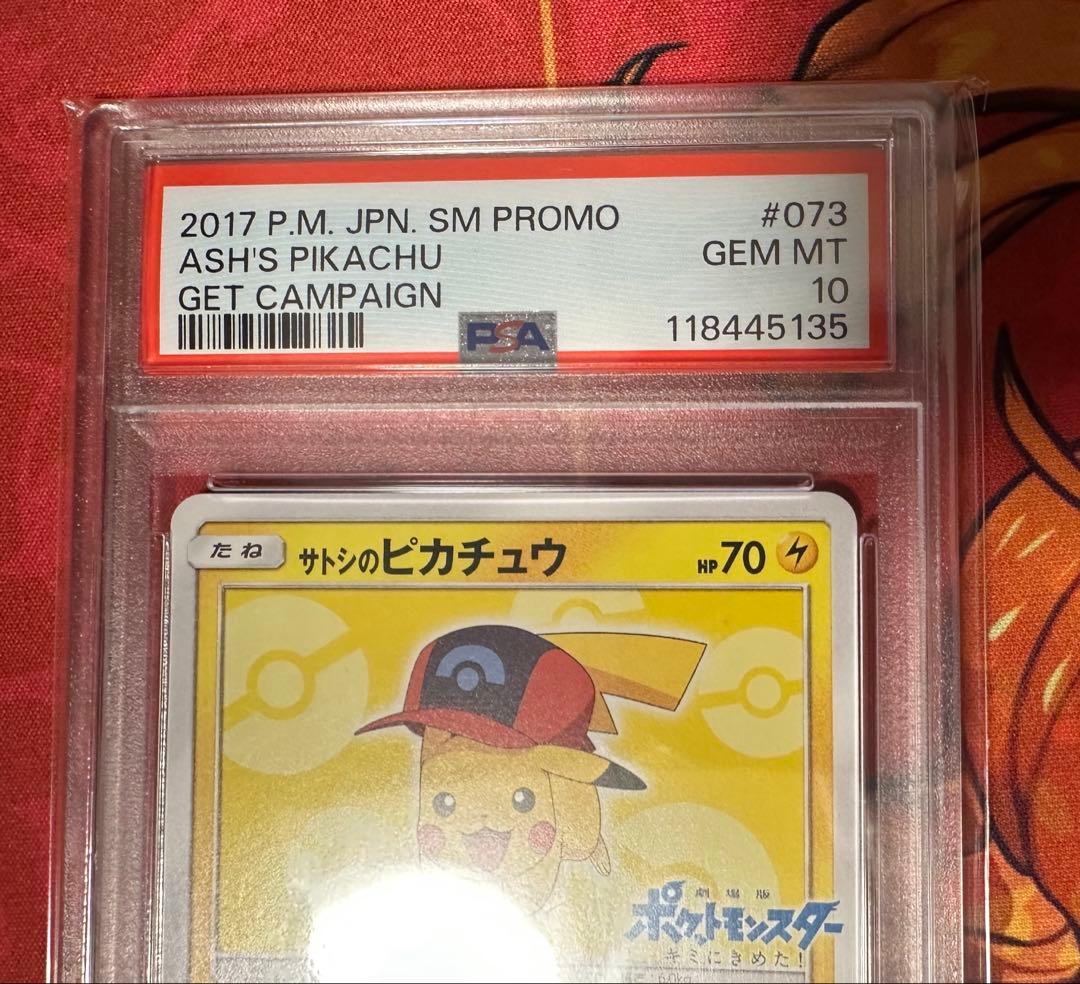 2017 P.M. JPN. SM PROMO #073
ASH'S PIKACHU GEM MT
GET CAMPAIGN 10
PSA 118445135
たね サトシのピカチュウ HP 70
劇場版
ポケットモンスター
キミにきめた!